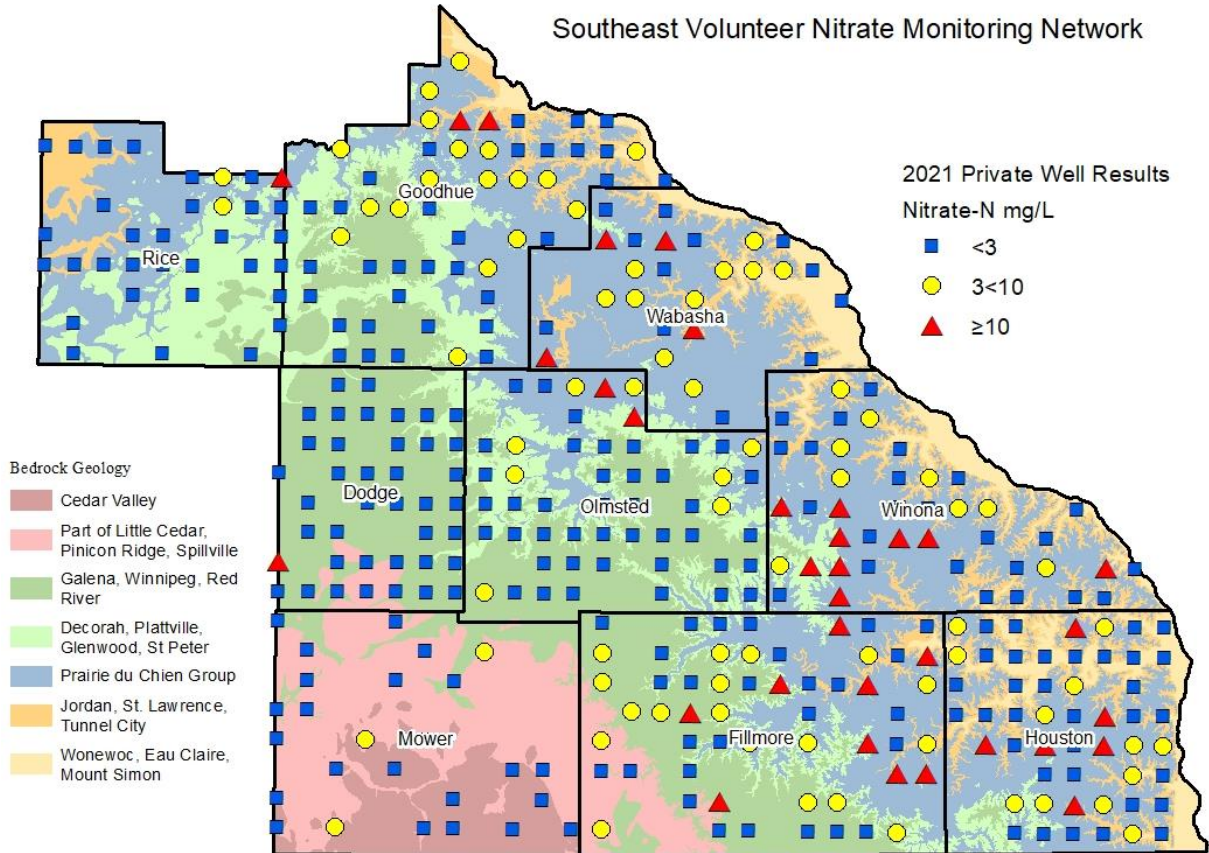 Southeast Volunteer Nitrate Monitoring Network
2021 Private Well Results
Nitrate-N mg/L
<3
3<10
≥10
Goodhue
Rice
Wabasha
Dodge
Olmsted
Winona
Mower
Fillmore
Houston
Bedrock Geology
Cedar Valley
Part of Little Cedar,
Pinicon Ridge, Spillville
Galena, Winnipeg, Red
River
Decorah, Plattville,
Glenwood, St Peter
Prairie du Chien Group
Jordan, St. Lawrence,
Tunnel City
Wonewoc, Eau Claire,
Mount Simon